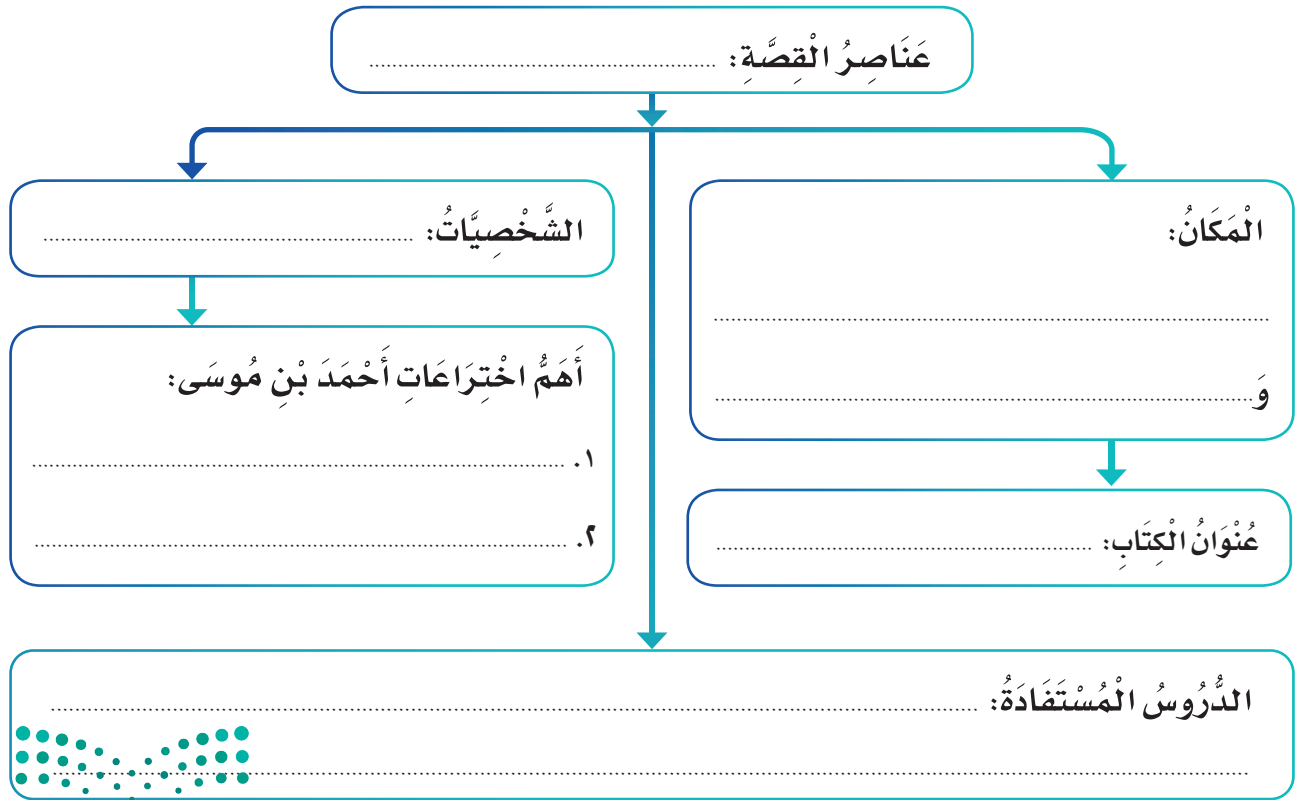 عَنَاصِرُ الْقِصَّةِ: ........................................
الْمَكَانُ:
................................................................
وَ................................................................
عُنْوَانُ الْكِتَابِ: ............................................
الشَّخْصِيَّاتُ: ............................................
أَهَمُّ اخْتِرَاعَاتِ أَحْمَدَ بْنِ مُوسَى:
١. ............................................................
٢. ............................................................
الدُّرُوسُ الْمُسْتَفَادَةُ: ............................................................
................................................................................